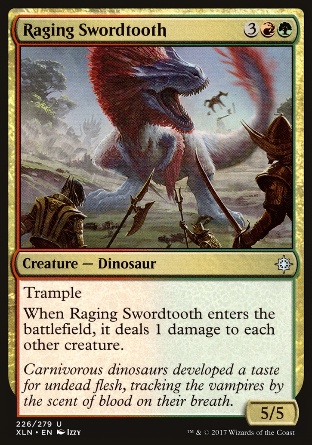 Raging Swordtooth 3
Creature — Dinosaur
Trample
When Raging Swordtooth enters the
battlefield, it deals 1 damage to each
other creature.
Carnivorous dinosaurs developed a taste
for undead flesh, tracking the vampires by
the scent of blood on their breath.
5/5
226/279 U
XLN • EN Izzy
™ & © 2017 Wizards of the Coast